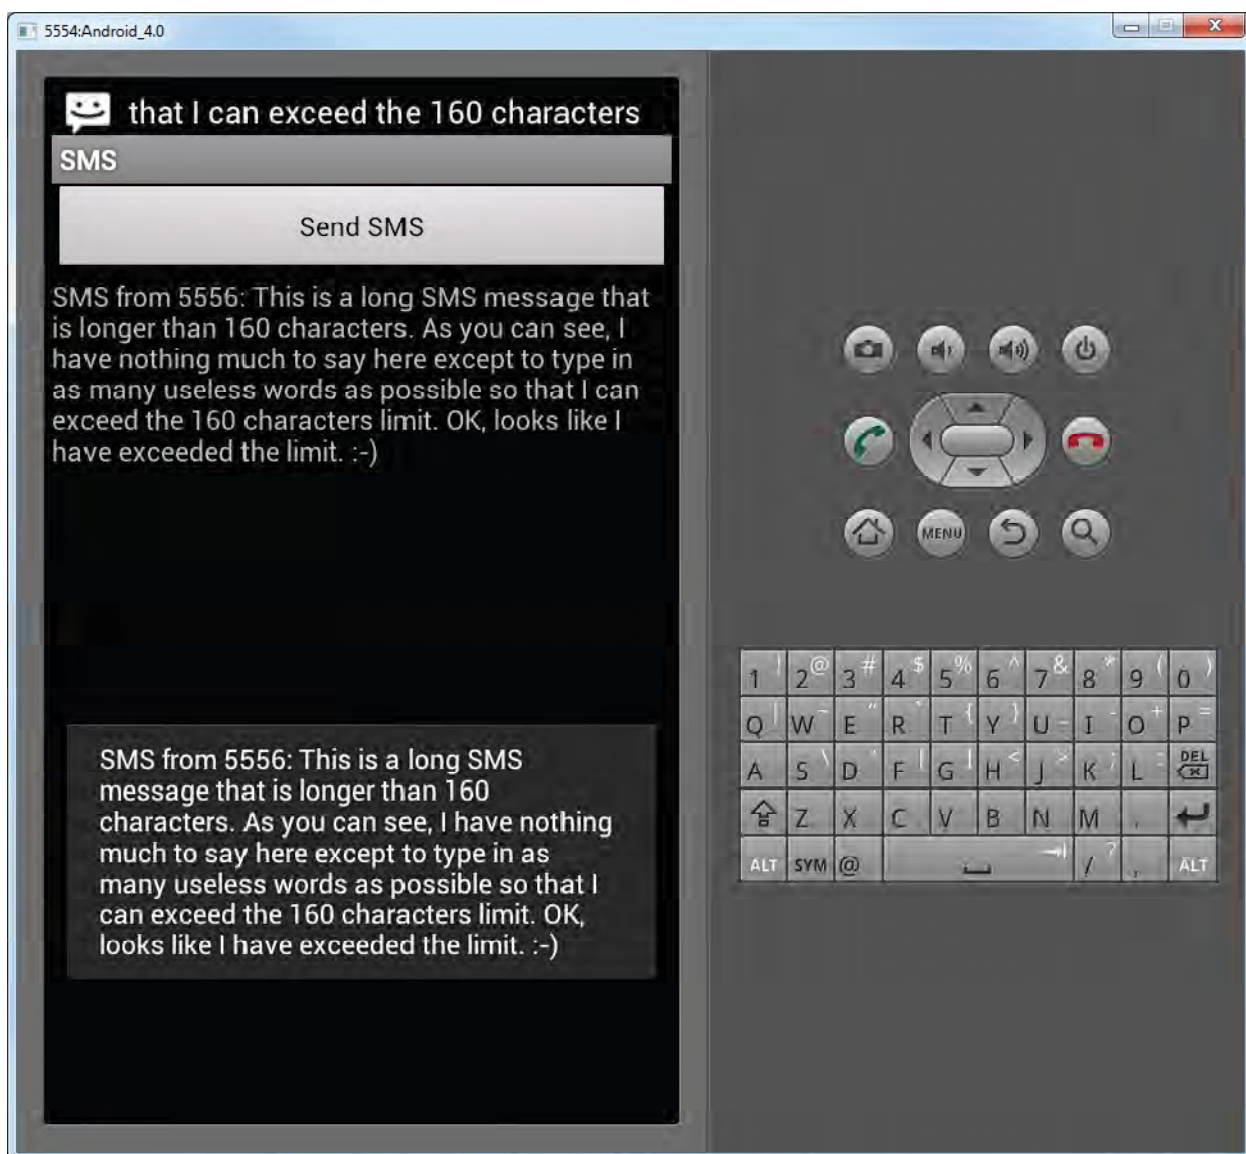 5554:Android_4.0
that I can exceed the 160 characters
SMS
Send SMS
SMS from 5556: This is a long SMS message that
is longer than 160 characters. As you can see, I
have nothing much to say here except to type in
as many useless words as possible so that I can
exceed the 160 characters limit. OK, looks like I
have exceeded the limit. :-)
SMS from 5556: This is a long SMS
message that is longer than 160
characters. As you can see, I have nothing
much to say here except to type in as
many useless words as possible so that I
can exceed the 160 characters limit. OK,
looks like I have exceeded the limit. :-)
MENU
1 ! 2 @ 3 # 4 $ 5 % 6 ^ 7 & 8 * 9 ( 0 )
Q W E R T { Y } U I O + P =
A S \ D F G H < J > K ; L : DEL
Z X C V B N M .
ALT SYM @ / ? , ALT